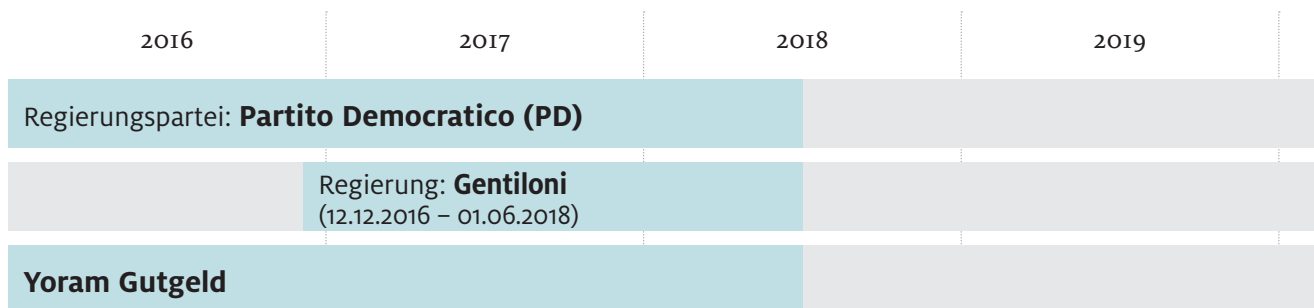 2016 2017 2018 2019
Regierungspartei: Partito Democratico (PD)
Regierung: Gentiloni
(12.12.2016 – 01.06.2018)
Yoram Gutgeld